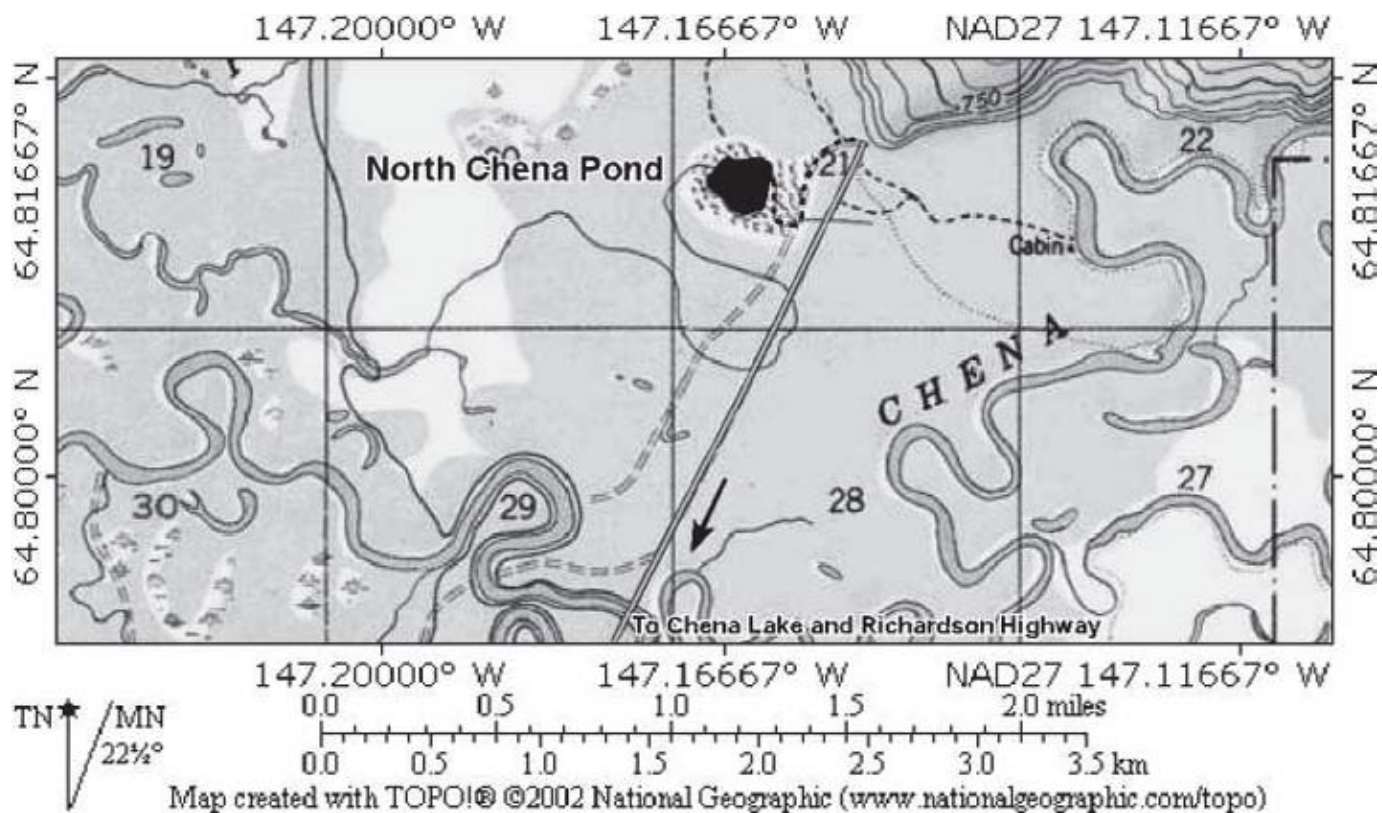 147.20000° W 147.16667° W NAD27 147.11667° W
64.81667° N
64.81667° N
750
19
North Chena Pond
21
22
Cabin
CHENA
64.80000° N
64.80000° N
30
29
28
27
To Chena Lake and Richardson Highway
147.20000° W 147.16667° W NAD27 147.11667° W
TN MN
22½°
0.0 0.5 1.0 1.5 2.0 miles
0.0 0.5 1.0 1.5 2.0 2.5 3.0 3.5 km
Map created with TOPO!® ©2002 National Geographic (www.nationalgeographic.com/topo)